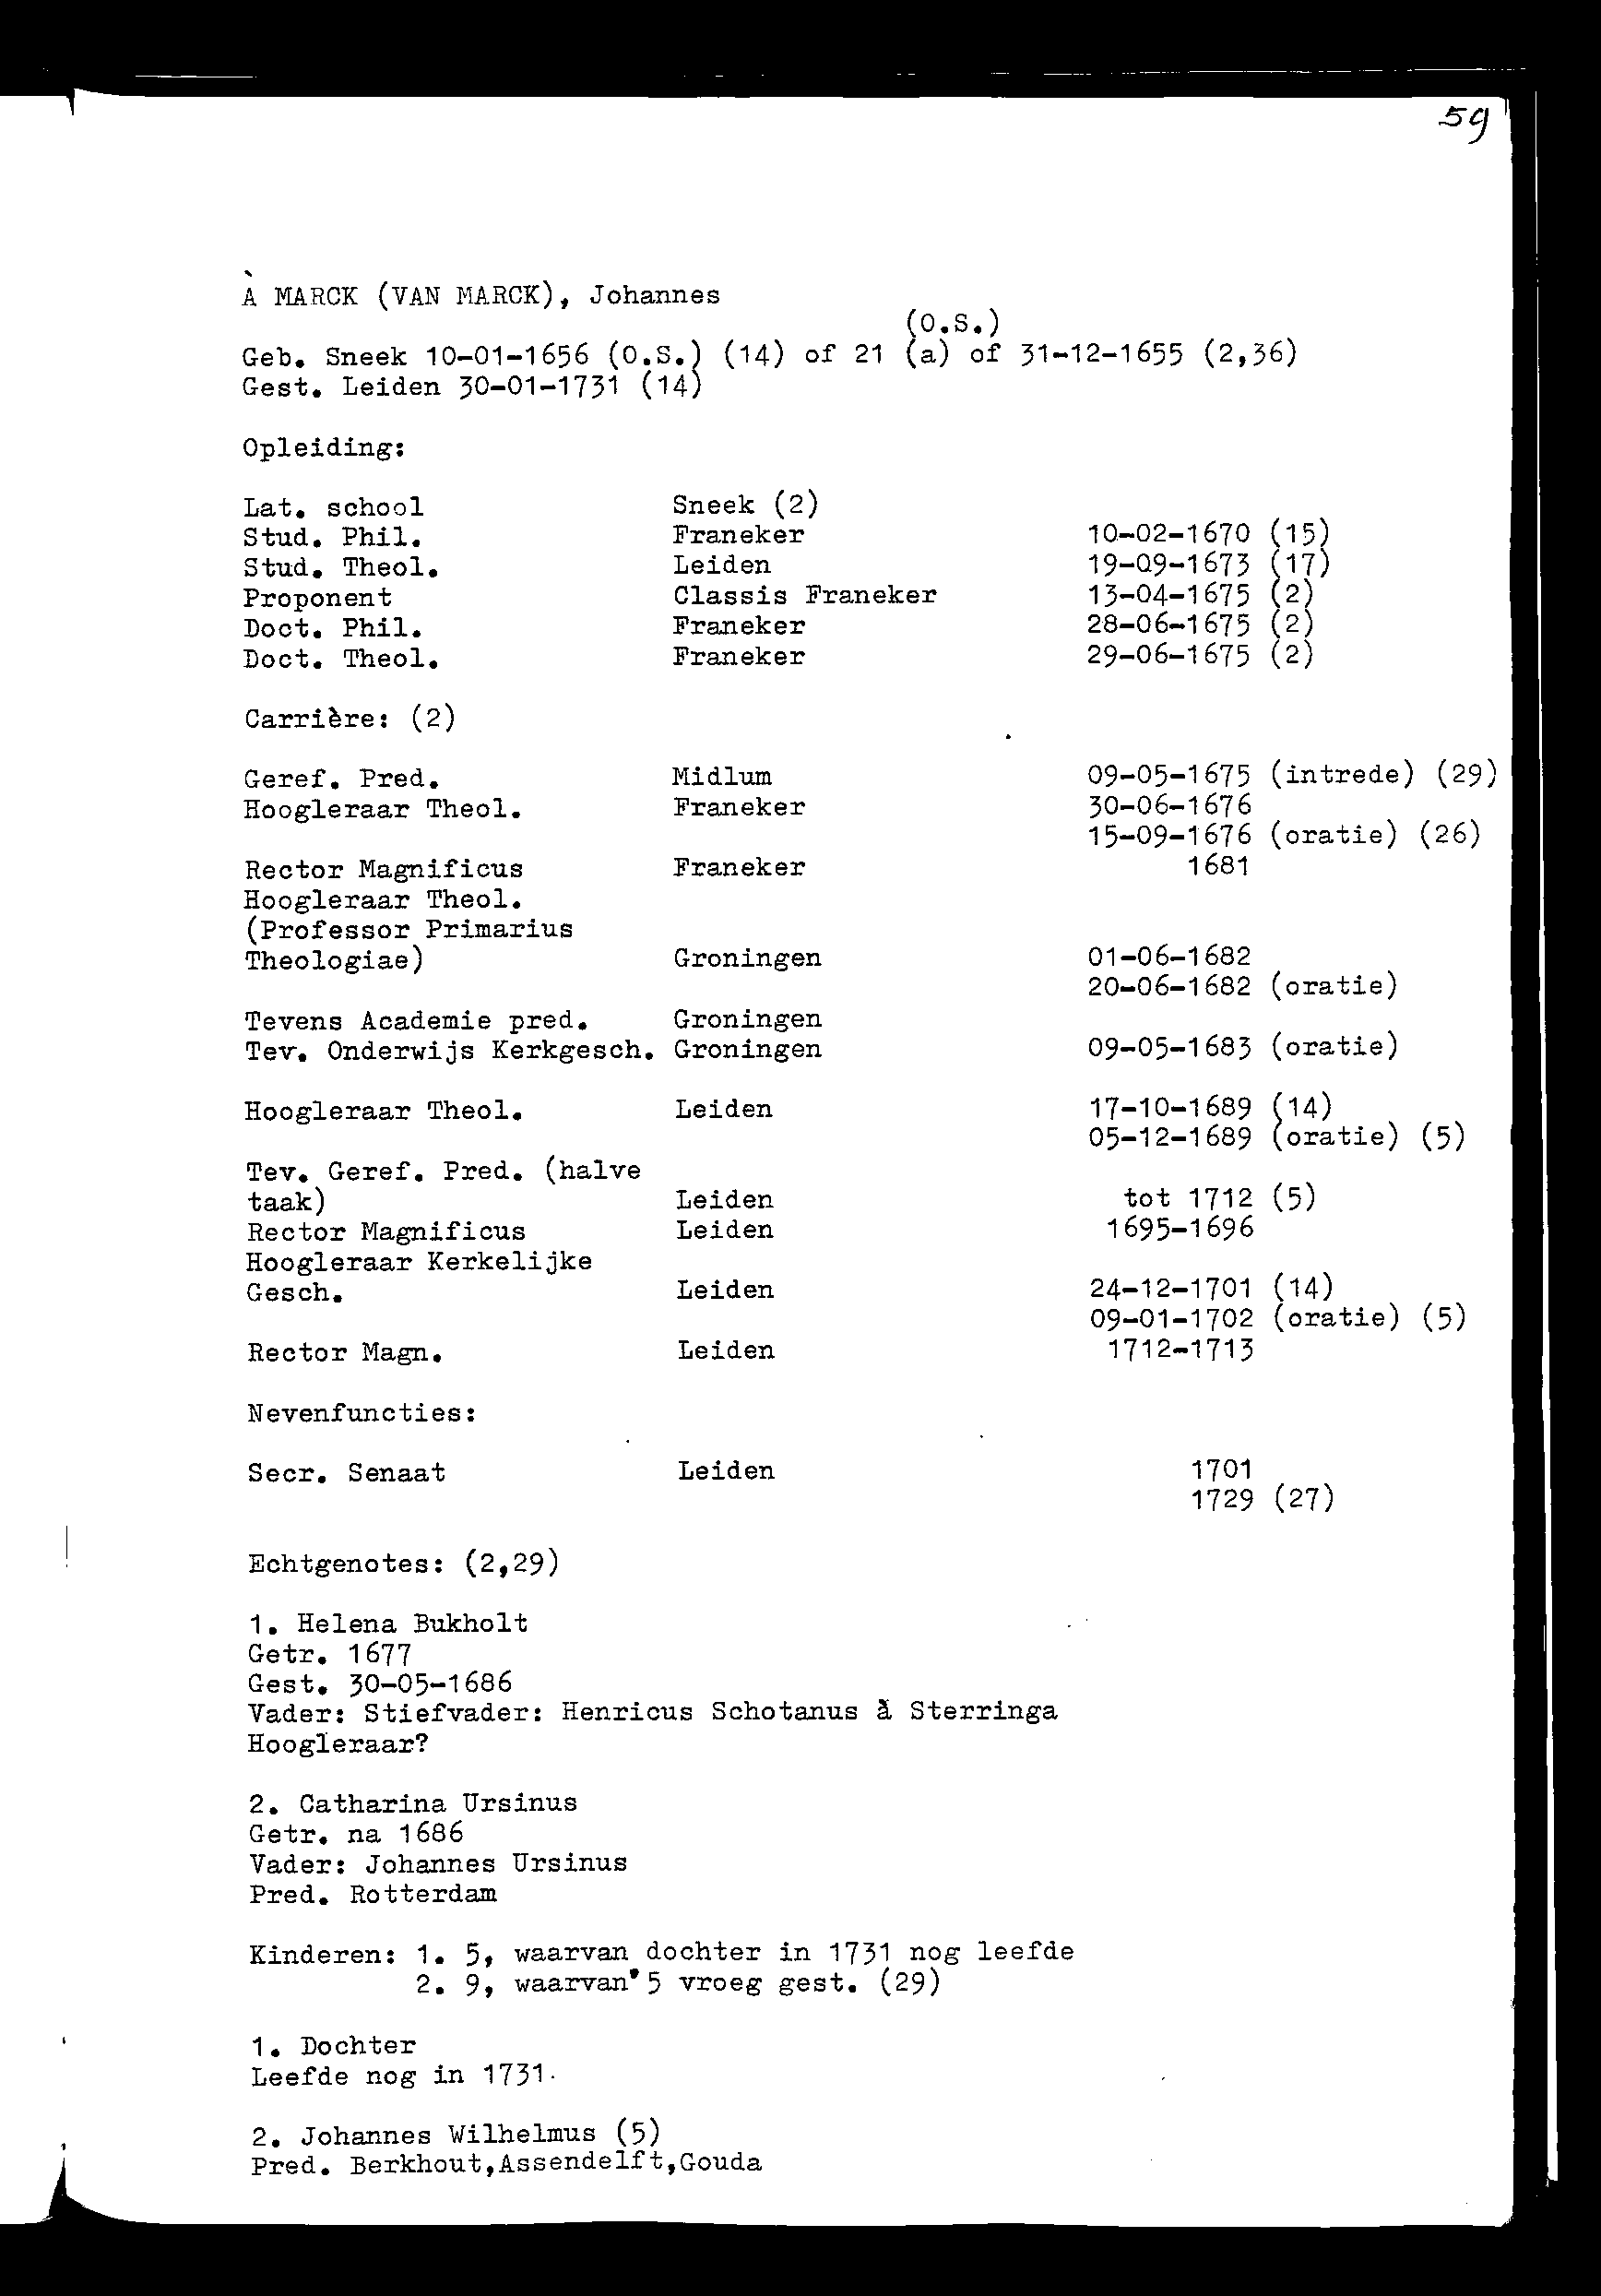 59
À MARCK (VAN MARCK), Johannes
(O.S.)
Geb. Sneek 10-01-1656 (O.S.) (14) of 21 (a) of 31-12-1655 (2,36)
Gest. Leiden 30-01-1731 (14)
Opleiding:
Lat. school Sneek (2)
Stud. Phil. Franeker 10-02-1670 (15)
Stud. Theol. Leiden 19-09-1673 (17)
Proponent Classis Franeker 13-04-1675 (2)
Doct. Phil. Franeker 28-06-1675 (2)
Doct. Theol. Franeker 29-06-1675 (2)
Carrière: (2)
Geref. Pred. Midlum 09-05-1675 (intrede) (29)
Hoogleraar Theol. Franeker 30-06-1676
15-09-1676 (oratie) (26)
Rector Magnificus Franeker 1681
Hoogleraar Theol.
(Professor Primarius
Theologiae) Groningen 01-06-1682
20-06-1682 (oratie)
Tevens Academie pred. Groningen
Tev. Onderwijs Kerkgesch. Groningen 09-05-1683 (oratie)
Hoogleraar Theol. Leiden 17-10-1689 (14)
05-12-1689 (oratie) (5)
Tev. Geref. Pred. (halve
taak) Leiden tot 1712 (5)
Rector Magnificus Leiden 1695-1696
Hoogleraar Kerkelijke
Gesch. Leiden 24-12-1701 (14)
09-01-1702 (oratie) (5)
Rector Magn. Leiden 1712-1713
Nevenfuncties:
Secr. Senaat Leiden 1701
1729 (27)
Echtgenotes: (2,29)
1. Helena Bukholt
Getr. 1677
Gest. 30-05-1686
Vader: Stiefvader: Henricus Schotanus à Sterringa
Hoogleraar?
2. Catharina Ursinus
Getr. na 1686
Vader: Johannes Ursinus
Pred. Rotterdam
Kinderen: 1. 5, waarvan dochter in 1731 nog leefde
2. 9, waarvan 5 vroeg gest. (29)
1. Dochter
Leefde nog in 1731.
2. Johannes Wilhelmus (5)
Pred. Berkhout,Assendelft,Gouda